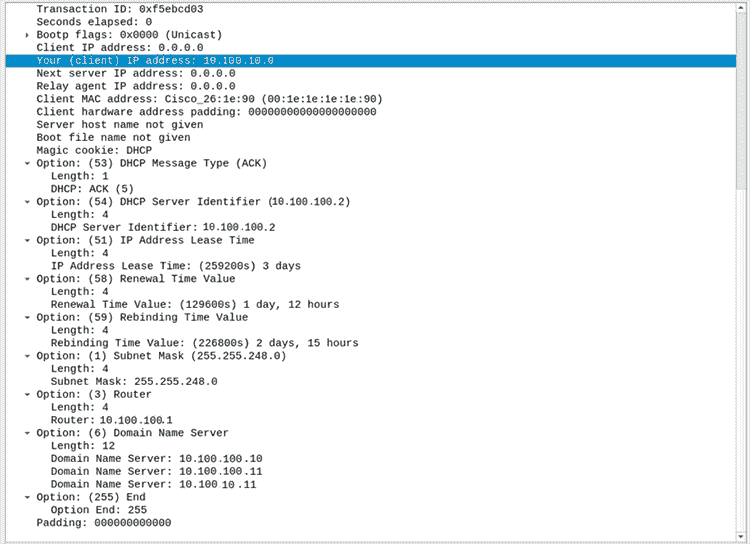 Transaction ID: 0xf5ebcd03
Seconds elapsed: 0
Bootp flags: 0x0000 (Unicast)
Client IP address: 0.0.0.0
Your (client) IP address: 10.100.10.0
Next server IP address: 0.0.0.0
Relay agent IP address: 0.0.0.0
Client MAC address: Cisco_26:1e:90 (00:1e:1e:1e:1e:90)
Client hardware address padding: 00000000000000000000
Server host name not given
Boot file name not given
Magic cookie: DHCP
Option: (53) DHCP Message Type (ACK)
Length: 1
DHCP: ACK (5)
Option: (54) DHCP Server Identifier (10.100.100.2)
Length: 4
DHCP Server Identifier: 10.100.100.2
Option: (51) IP Address Lease Time
Length: 4
IP Address Lease Time: (259200s) 3 days
Option: (58) Renewal Time Value
Length: 4
Renewal Time Value: (129600s) 1 day, 12 hours
Option: (59) Rebinding Time Value
Length: 4
Rebinding Time Value: (226800s) 2 days, 15 hours
Option: (1) Subnet Mask (255.255.248.0)
Length: 4
Subnet Mask: 255.255.248.0
Option: (3) Router
Length: 4
Router: 10.100.100.1
Option: (6) Domain Name Server
Length: 12
Domain Name Server: 10.100.100.10
Domain Name Server: 10.100.100.11
Domain Name Server: 10.100 10.11
Option: (255) End
Option End: 255
Padding: 000000000000